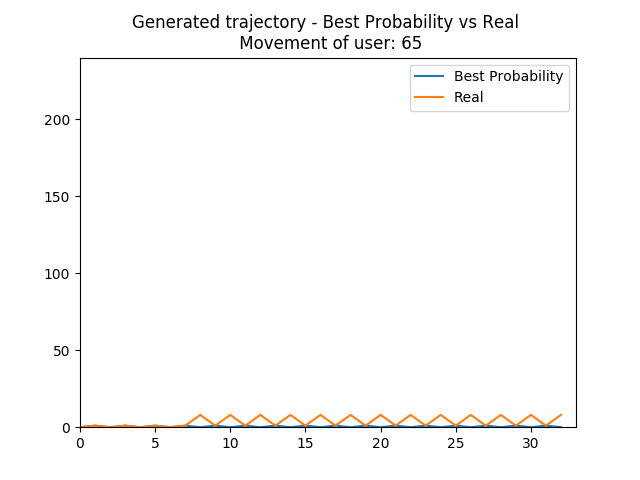 Generated trajectory - Best Probability vs Real
Movement of user: 65
Best Probability
Real
200
150
100
50
0
0 5 10 15 20 25 30